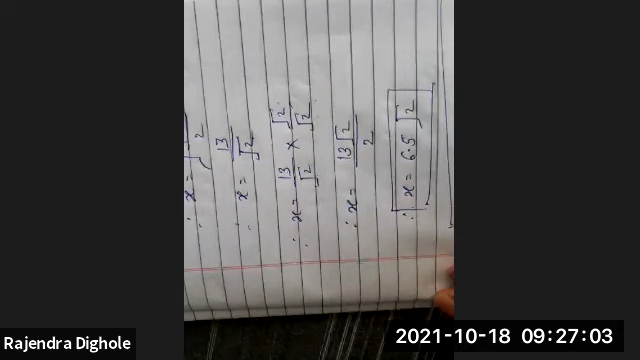 ∴ x = √ 2
∴ x = 13/√2
∴ x = 13/√2 × √2/√2
∴ x = 13√2/2
∴ x = 6.5 √2
Rajendra Dighole
2021-10-18 09:27:03